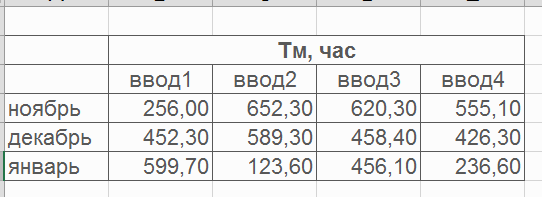 Тм, час
ввод1 ввод2 ввод3 ввод4
ноябрь 256,00 652,30 620,30 555,10
декабрь 452,30 589,30 458,40 426,30
январь 599,70 123,60 456,10 236,60